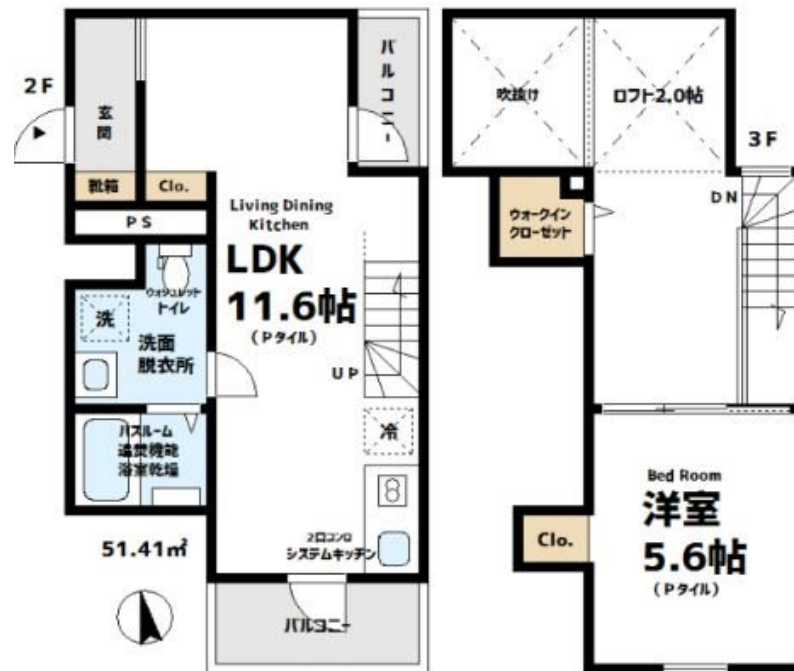 2F
玄
関
靴箱
Clo.
PS
バ
ル
コ
ニ
ー
Living Dining
Kitchen
LDK
11.6帖
(Pタイル)
UP
ウォシュレット
トイレ
洗
洗面
脱衣所
バスルーム
追焚機能
浴室乾燥
冷
2口コンロ
システムキッチン
51.41㎡
バルコニー
吹抜け
ロフト2.0帖
3F
DN
ウォークイン
クローゼット
Bed Room
洋室
5.6帖
(Pタイル)
Clo.